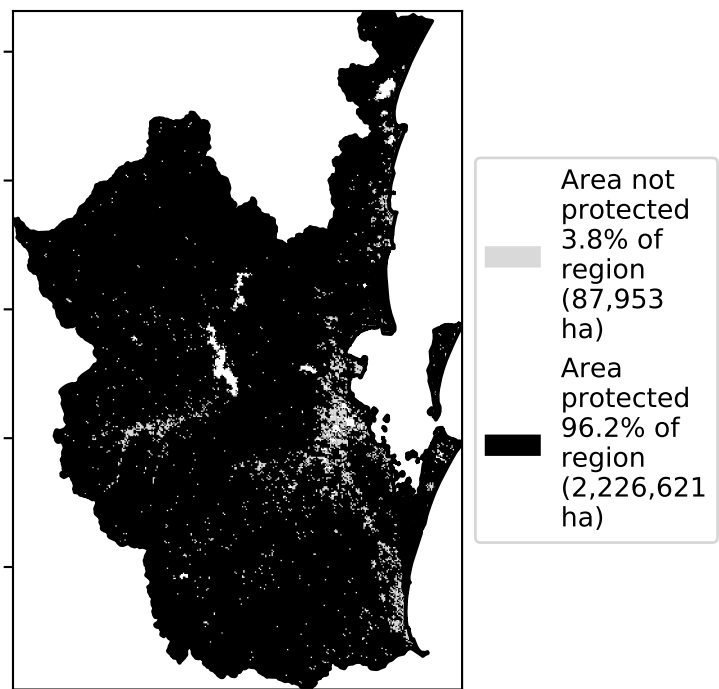 Area not
protected
3.8% of
region
(87,953
ha)
Area
protected
96.2% of
region
(2,226,621
ha)